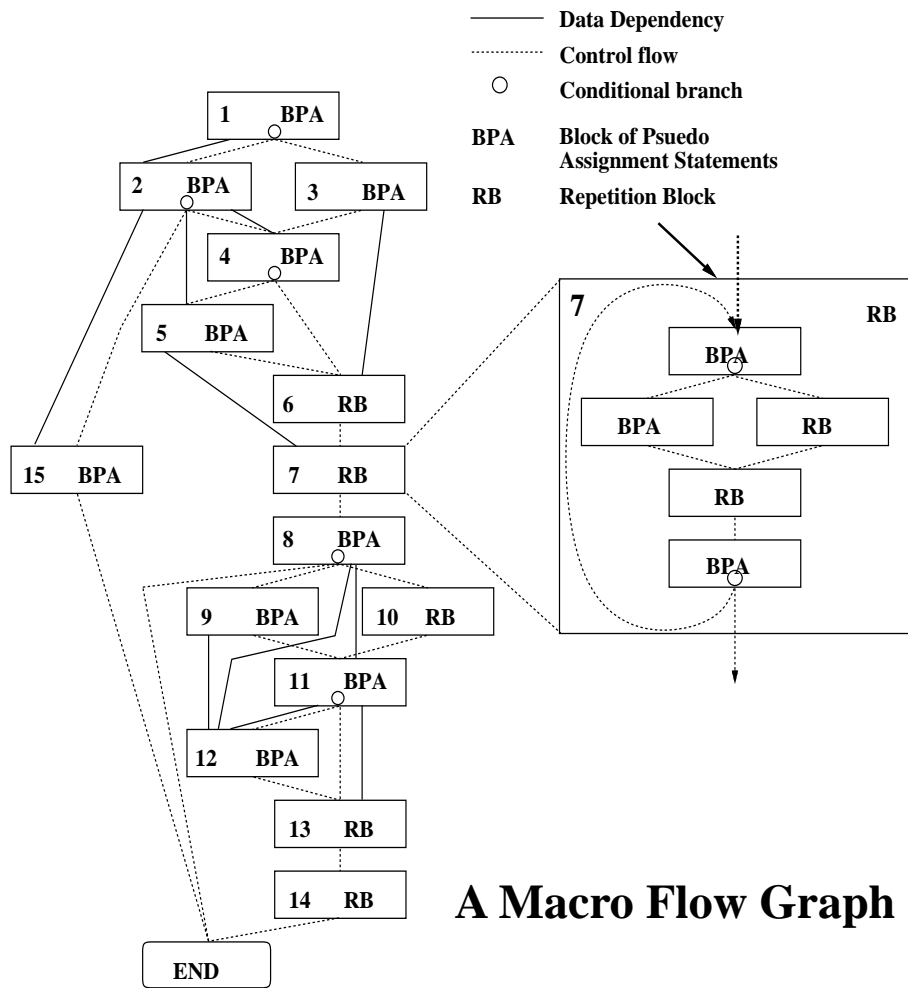 Data Dependency
Control flow
Conditional branch
BPA Block of Psuedo
Assignment Statements
RB Repetition Block
1 BPA
2 BPA
3 BPA
4 BPA
5 BPA
6 RB
7 RB
15 BPA
8 BPA
9 BPA
10 RB
11 BPA
12 BPA
13 RB
14 RB
END
7 RB
BPA
BPA
RB
RB
BPA
A Macro Flow Graph